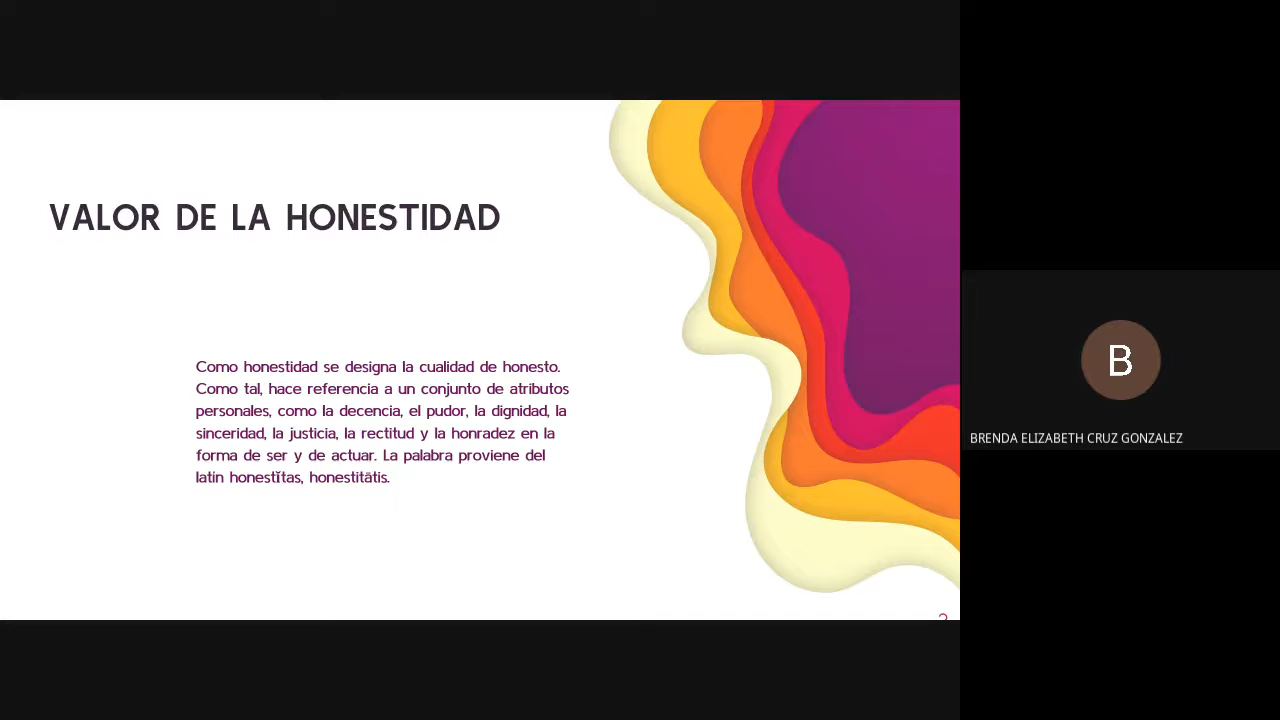 VALOR DE LA HONESTIDAD
Como honestidad se designa la cualidad de honesto.
Como tal, hace referencia a un conjunto de atributos
personales, como la decencia, el pudor, la dignidad, la
sinceridad, la justicia, la rectitud y la honradez en la
forma de ser y de actuar. La palabra proviene del
latín honestĭtas, honestitātis.
B
BRENDA ELIZABETH CRUZ GONZALEZ